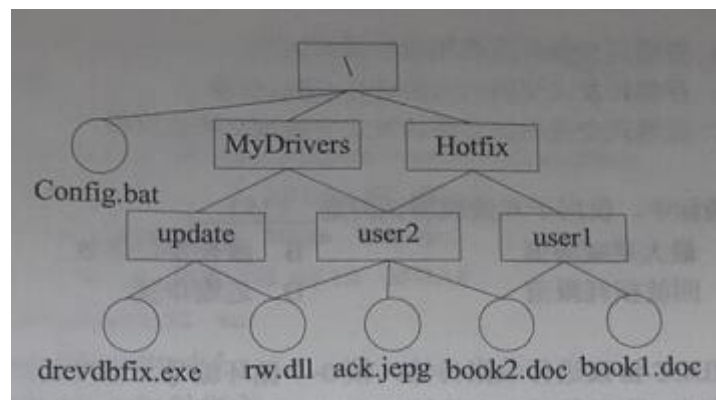 \
MyDrivers
Hotfix
Config.bat
update
user2
user1
drevdbfix.exe
rw.dll
ack.jepg
book2.doc
book1.doc